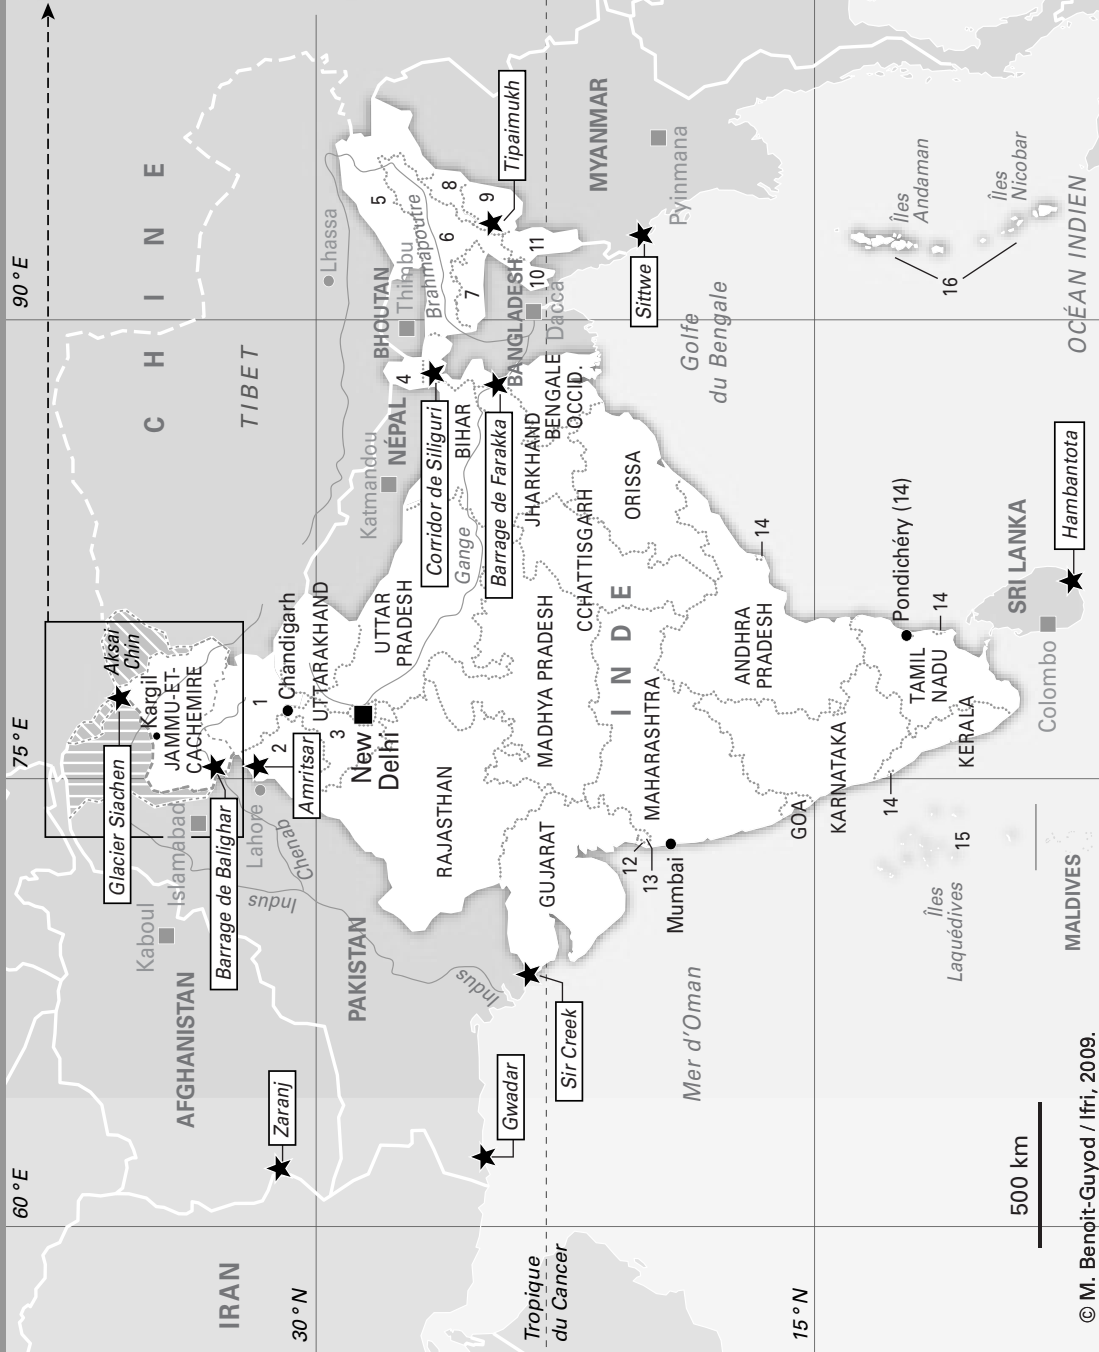 60°E
75°E
90°E
30°N
15°N
Tropique
du Cancer
IRAN
AFGHANISTAN
PAKISTAN
CHINE
TIBET
NÉPAL
BHOUTAN
BANGLADESH
MYANMAR
SRI LANKA
MALDIVES
INDE
Kaboul
Islamabad
Lahore
Lhassa
Katmandou
Thimbu
Dacca
Pyinmana
Colombo
Indus
Chenab
Indus
Gange
Brahmapoutre
Glacier Siachen
Aksai
Chin
Kargil
JAMMU-ET-
CACHEMIRE
Barrage de Balighar
Amritsar
Zaranj
Gwadar
Sir Creek
Corridor de Siliguri
Barrage de Farakka
Tipaimukh
Sittwe
Hambantota
1
Chandigarh
2
3
UTTARAKHAND
New
Delhi
UTTAR
PRADESH
RAJASTHAN
BIHAR
4
5
6
7
8
9
10
11
GUJARAT
MADHYA PRADESH
JHARKHAND
BENGALE
OCCID.
CCHATTISGARH
ORISSA
MAHARASHTRA
12
13
Mumbai
ANDHRA
PRADESH
14
GOA
KARNATAKA
14
Pondichéry (14)
TAMIL
NADU
14
KERALA
Îles
Laquédives
15
Îles
Andaman
Îles
Nicobar
16
Mer d'Oman
Golfe
du Bengale
OCÉAN INDIEN
500 km
© M. Benoit-Guyod / Ifri, 2009.